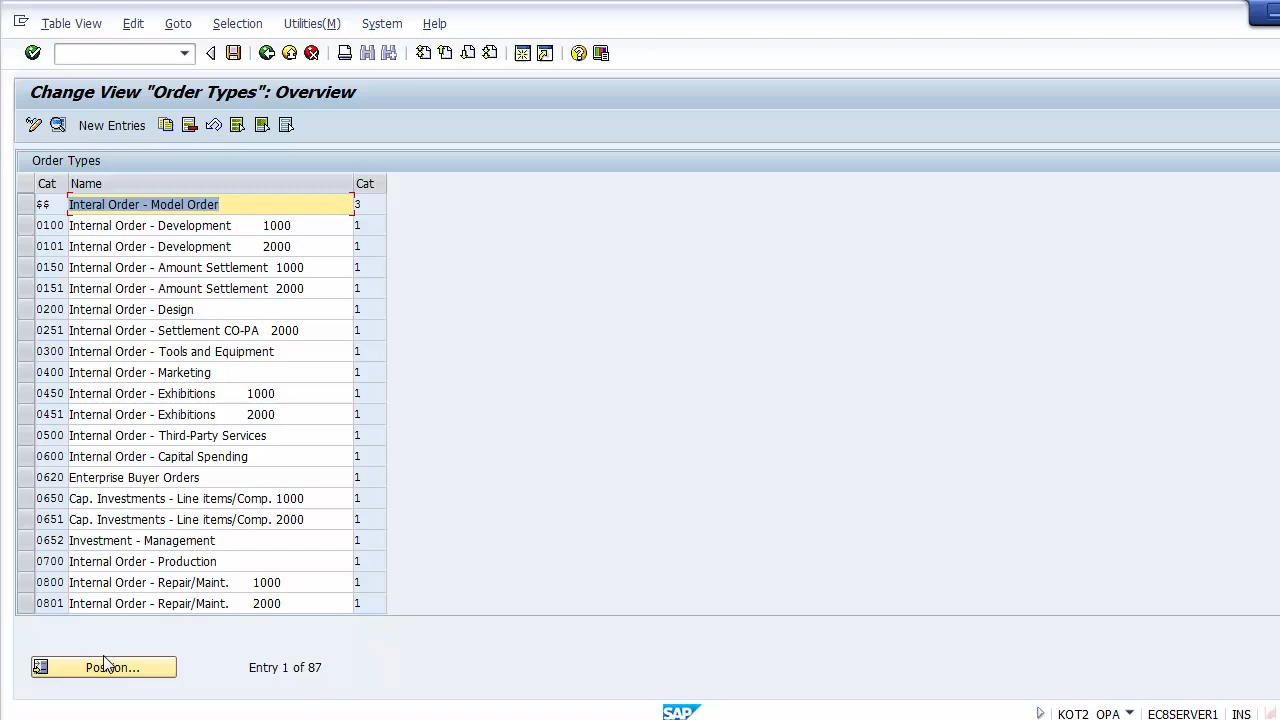 Table View Edit Goto Selection Utilities(M) System Help
Change View "Order Types": Overview
New Entries
Order Types
Cat Name Cat
$$ Interal Order - Model Order 3
0100 Internal Order - Development 1000 1
0101 Internal Order - Development 2000 1
0150 Internal Order - Amount Settlement 1000 1
0151 Internal Order - Amount Settlement 2000 1
0200 Internal Order - Design 1
0251 Internal Order - Settlement CO-PA 2000 1
0300 Internal Order - Tools and Equipment 1
0400 Internal Order - Marketing 1
0450 Internal Order - Exhibitions 1000 1
0451 Internal Order - Exhibitions 2000 1
0500 Internal Order - Third-Party Services 1
0600 Internal Order - Capital Spending 1
0620 Enterprise Buyer Orders 1
0650 Cap. Investments - Line items/Comp. 1000 1
0651 Cap. Investments - Line items/Comp. 2000 1
0652 Investment - Management 1
0700 Internal Order - Production 1
0800 Internal Order - Repair/Maint. 1000 1
0801 Internal Order - Repair/Maint. 2000 1
Position... Entry 1 of 87
SAP KOT2_OPA EC8SERVER1 INS